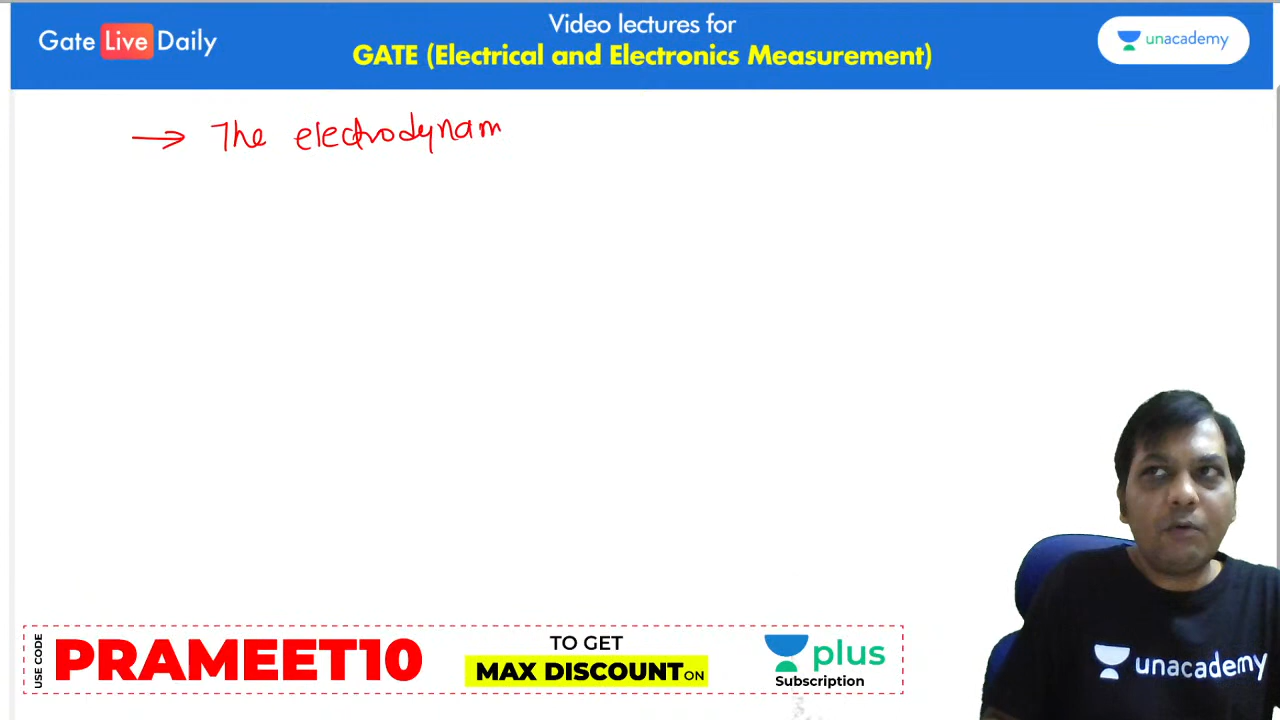 Gate Live Daily
Video lectures for
GATE (Electrical and Electronics Measurement)
unacademy
→ The electrodynam
USE CODE
PRAMEET10
TO GET
MAX DISCOUNT ON
plus
Subscription
unacademy